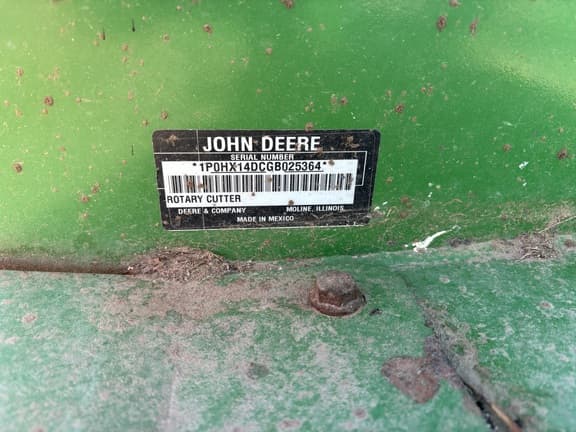 JOHN DEERE
SERIAL NUMBER
*1P0HX14DCGB025364*
ROTARY CUTTER
DEERE & COMPANY MOLINE, ILLINOIS
MADE IN MEXICO